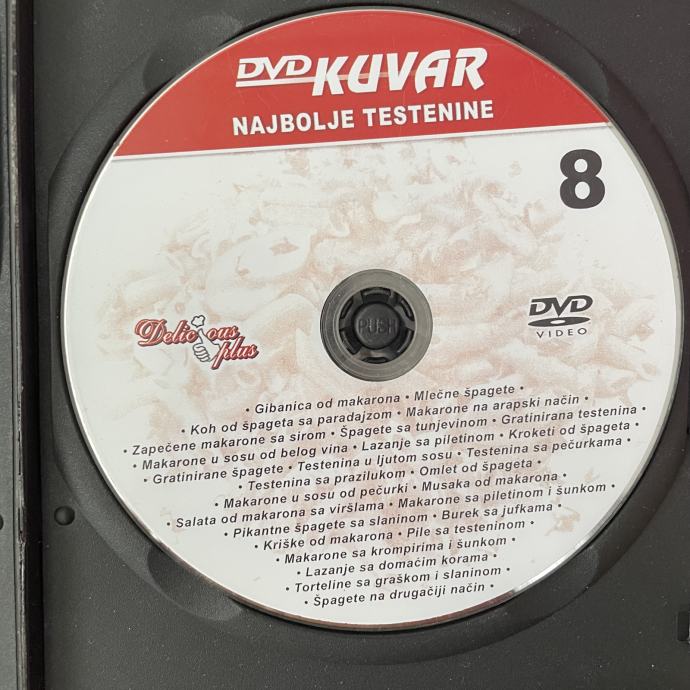 DVD KUVAR
NAJBOLJE TESTENINE
8
Delicious
plus
PUSH
DVD
VIDEO
• Gibanica od makarona • Mlečne špagete •
• Koh od špageta sa paradajzom • Makarone na arapski način •
• Zapečene makarone sa sirom • Špagete sa tunjevinom • Gratinirana testenina •
• Makarone u sosu od belog vina • Lazanje sa piletinom • Kroketi od špageta •
• Gratinirane špagete • Testenina u ljutom sosu • Testenina sa pečurkama •
• Testenina sa prazilukom • Omlet od špageta •
• Makarone u sosu od pečurki • Musaka od makarona •
• Salata od makarona sa viršlama • Makarone sa piletinom i šunkom •
• Pikantne špagete sa slaninom • Burek sa jufkama •
• Kriške od makarona • Pile sa testeninom •
• Makarone sa krompirima i šunkom •
• Lazanje sa domaćim korama •
• Torteline sa graškom i slaninom •
• Špagete na drugačiji način •